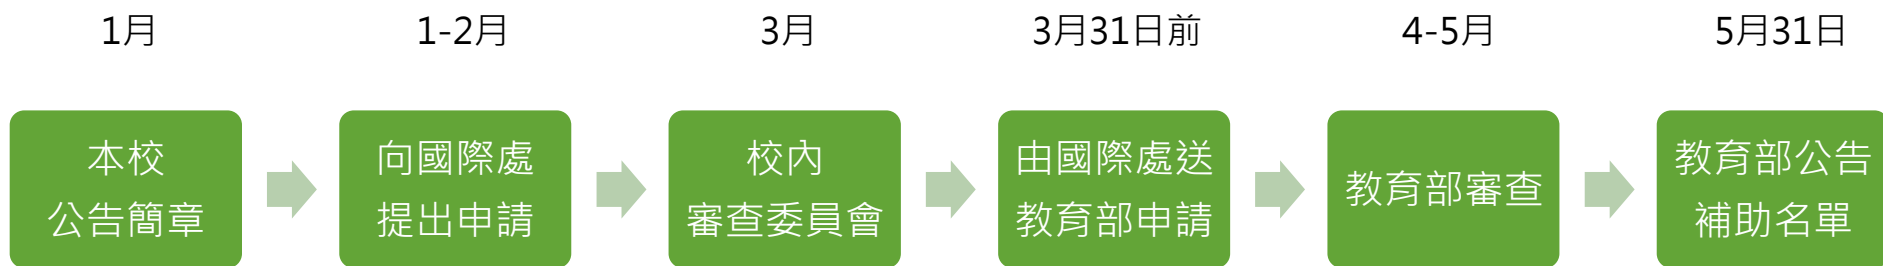 1月
1-2月
3月
3月31日前
4-5月
5月31日
本校
公告簡章
向國際處
提出申請
校內
審查委員會
由國際處送
教育部申請
教育部審查
教育部公告
補助名單